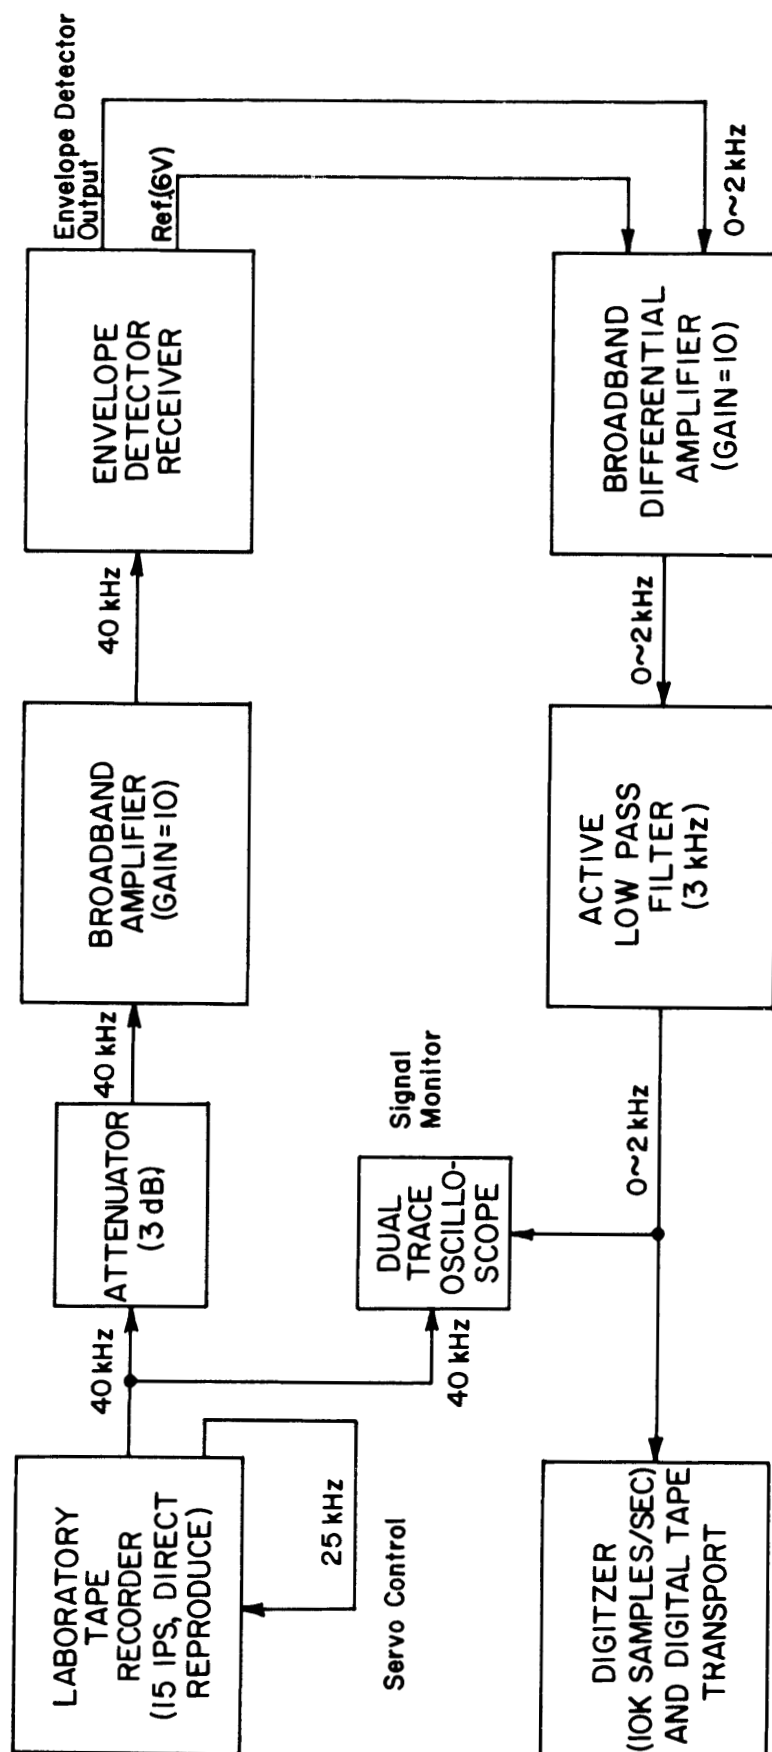 LABORATORY
TAPE
RECORDER
(15 IPS, DIRECT
REPRODUCE)
25 kHz
Servo Control
40 kHz
ATTENUATOR
(3 dB)
40 kHz
BROADBAND
AMPLIFIER
(GAIN=10)
40 kHz
ENVELOPE
DETECTOR
RECEIVER
Envelope Detector
Output
Ref.(6V)
0~2 kHz
BROADBAND
DIFFERENTIAL
AMPLIFIER
(GAIN=10)
0~2 kHz
ACTIVE
LOW PASS
FILTER
(3 kHz)
0~2 kHz
Signal
Monitor
DUAL
TRACE
OSCILLO-
SCOPE
40 kHz
DIGITZER
(10K SAMPLES/SEC)
AND DIGITAL TAPE
TRANSPORT